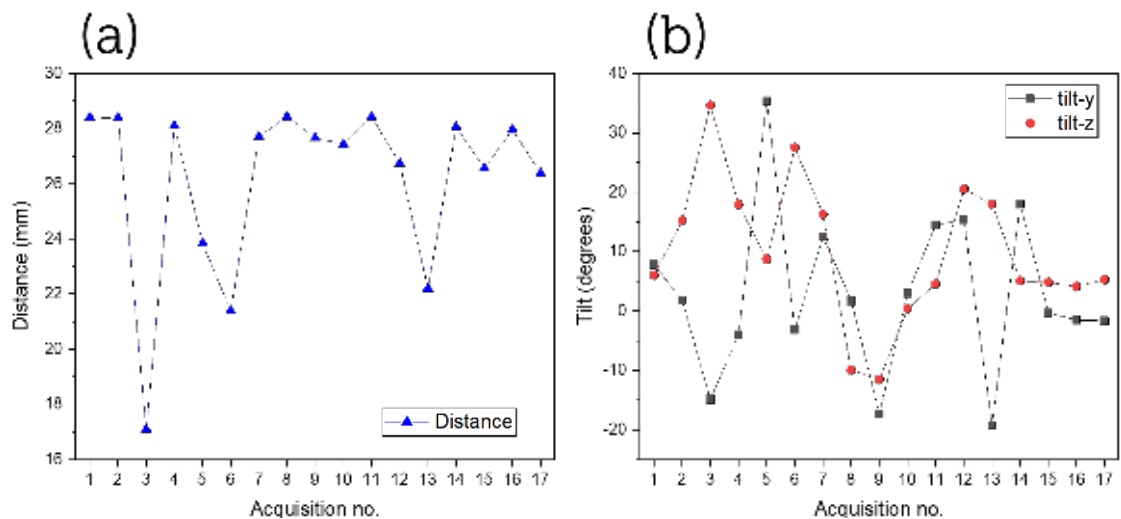 (a)
30
28
26
24
22
20
18
16
Distance (mm)
Distance
1 2 3 4 5 6 7 8 9 10 11 12 13 14 15 16 17
Acquisition no.
(b)
40
30
20
10
0
-10
-20
Tilt (degrees)
tilt-y
tilt-z
1 2 3 4 5 6 7 8 9 10 11 12 13 14 15 16 17
Acquisition no.